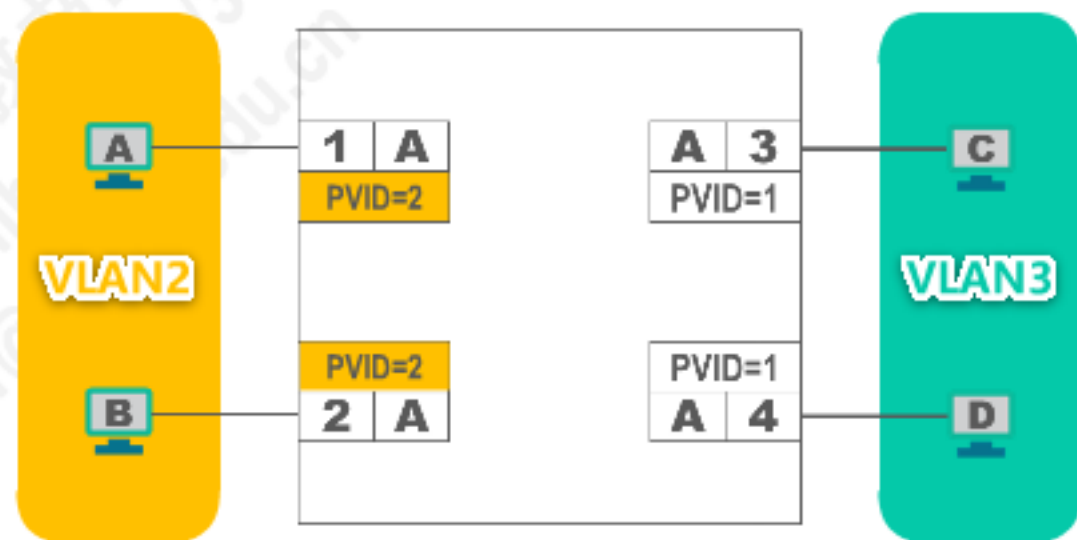 A
1 A
PVID=2
A 3
PVID=1
C
VLAN2
VLAN3
PVID=2
2 A
B
PVID=1
A 4
D